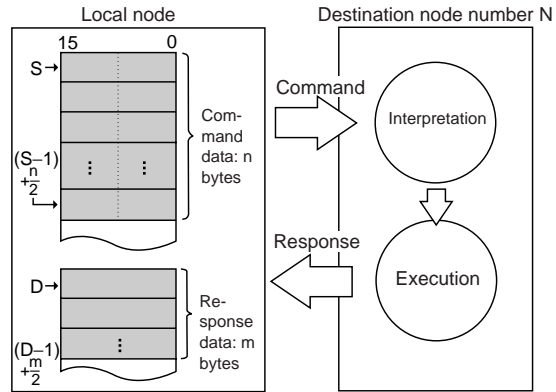 Local node
Destination node number N
15 0
S
Com-
mand
data: n
bytes
(S–1)
+n/2
Command
Interpretation
Response
Execution
D
Re-
sponse
data: m
bytes
(D–1)
+m/2